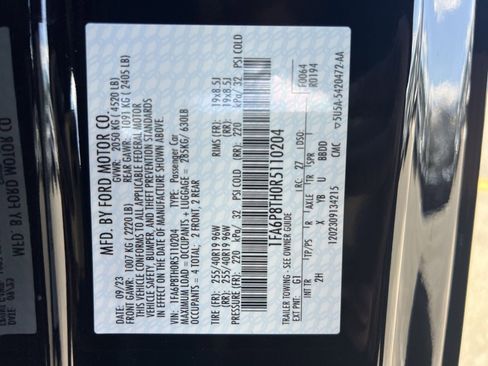 MFD. BY FORD MOTOR CO.
DATE: 09/23 GVWR: 2050 KG ( 4520 LB)
FRONT GAWR: 1007 KG ( 2220 LB) REAR GAWR: 1091 KG ( 2405 LB)
THIS VEHICLE CONFORMS TO ALL APPLICABLE FEDERAL MOTOR
VEHICLE SAFETY, BUMPER, AND THEFT PREVENTION STANDARDS
IN EFFECT ON THE DATE OF MANUFACTURE SHOWN ABOVE.
VIN: 1FA6P8TH0R5110204 TYPE: Passenger Car
MAXIMUM LOAD = OCCUPANTS + LUGGAGE = 285KG/ 630LB
OCCUPANTS = 4 TOTAL; 2 FRONT; 2 REAR
TIRE (FR): 255/40R19 96W RIMS (FR): 19x8.5J
TIRE (RR): 255/40R19 96W (RR): 19x8.5J
PRESSURE: (FR) 220 kPa/ 32 PSI COLD (RR) 220 kPa/ 32 PSI COLD
1FA6P8TH0R5110204
TRAILER TOWING - SEE OWNER GUIDE
F0064
R0194
EXT PNT: G1 RC: 27 DSO:
INT TR TP/PS R AXLE TR SPR
2H X YB U BBDD
1202309134215 CMC
5U5A-5420472-AA